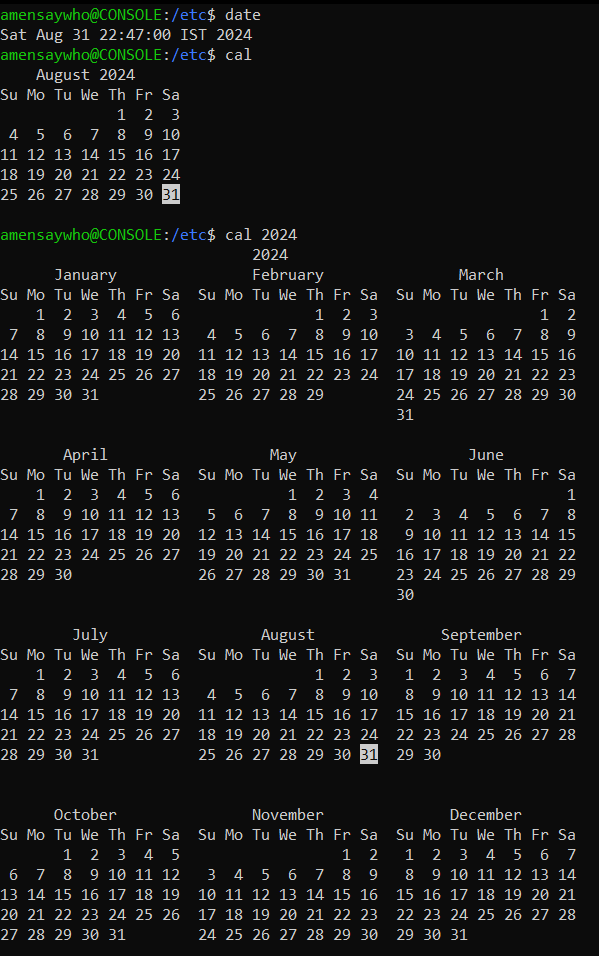 amensaywho@CONSOLE:/etc$ date
Sat Aug 31 22:47:00 IST 2024
amensaywho@CONSOLE:/etc$ cal
    August 2024
Su Mo Tu We Th Fr Sa
             1  2  3
 4  5  6  7  8  9 10
11 12 13 14 15 16 17
18 19 20 21 22 23 24
25 26 27 28 29 30 31
amensaywho@CONSOLE:/etc$ cal 2024
                            2024
      January               February               March
Su Mo Tu We Th Fr Sa  Su Mo Tu We Th Fr Sa  Su Mo Tu We Th Fr Sa
    1  2  3  4  5  6               1  2  3                  1  2
 7  8  9 10 11 12 13   4  5  6  7  8  9 10   3  4  5  6  7  8  9
14 15 16 17 18 19 20  11 12 13 14 15 16 17  10 11 12 13 14 15 16
21 22 23 24 25 26 27  18 19 20 21 22 23 24  17 18 19 20 21 22 23
28 29 30 31           25 26 27 28 29        24 25 26 27 28 29 30
                                            31
       April                  May                   June
Su Mo Tu We Th Fr Sa  Su Mo Tu We Th Fr Sa  Su Mo Tu We Th Fr Sa
    1  2  3  4  5  6            1  2  3  4                     1
 7  8  9 10 11 12 13   5  6  7  8  9 10 11   2  3  4  5  6  7  8
14 15 16 17 18 19 20  12 13 14 15 16 17 18   9 10 11 12 13 14 15
21 22 23 24 25 26 27  19 20 21 22 23 24 25  16 17 18 19 20 21 22
28 29 30              26 27 28 29 30 31     23 24 25 26 27 28 29
                                            30
        July                 August              September
Su Mo Tu We Th Fr Sa  Su Mo Tu We Th Fr Sa  Su Mo Tu We Th Fr Sa
    1  2  3  4  5  6               1  2  3   1  2  3  4  5  6  7
 7  8  9 10 11 12 13   4  5  6  7  8  9 10   8  9 10 11 12 13 14
14 15 16 17 18 19 20  11 12 13 14 15 16 17  15 16 17 18 19 20 21
21 22 23 24 25 26 27  18 19 20 21 22 23 24  22 23 24 25 26 27 28
28 29 30 31           25 26 27 28 29 30 31  29 30
      October               November              December
Su Mo Tu We Th Fr Sa  Su Mo Tu We Th Fr Sa  Su Mo Tu We Th Fr Sa
       1  2  3  4  5                  1  2   1  2  3  4  5  6  7
 6  7  8  9 10 11 12   3  4  5  6  7  8  9   8  9 10 11 12 13 14
13 14 15 16 17 18 19  10 11 12 13 14 15 16  15 16 17 18 19 20 21
20 21 22 23 24 25 26  17 18 19 20 21 22 23  22 23 24 25 26 27 28
27 28 29 30 31        24 25 26 27 28 29 30  29 30 31